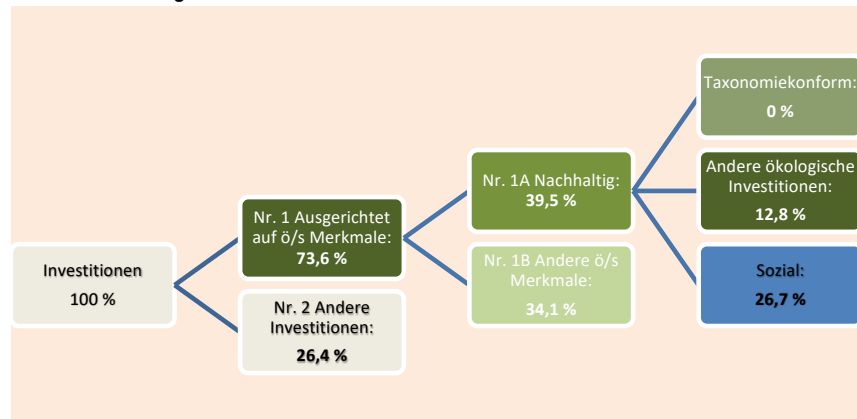 Investitionen
100 %
Nr. 1 Ausgerichtet
auf ö/s Merkmale:
73,6 %
Nr. 2 Andere
Investitionen:
26,4 %
Nr. 1A Nachhaltig:
39,5 %
Nr. 1B Andere ö/s
Merkmale:
34,1 %
Taxonomiekonform:
0 %
Andere ökologische
Investitionen:
12,8 %
Sozial:
26,7 %